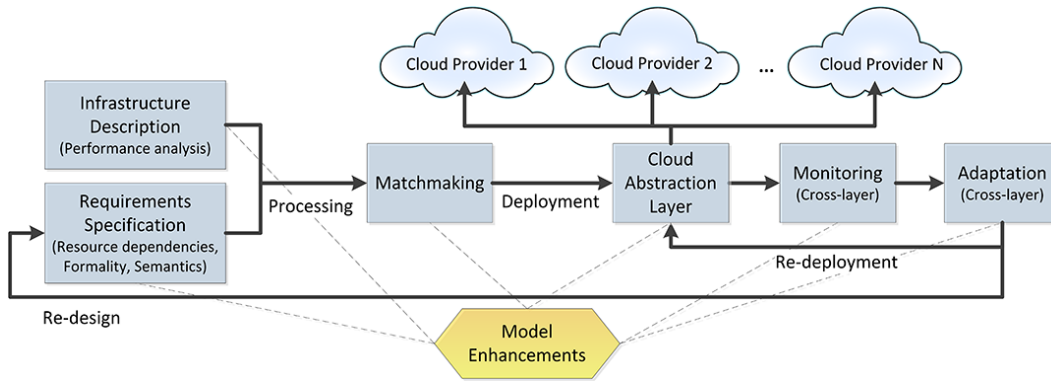 Cloud Provider 1
Cloud Provider 2
...
Cloud Provider N
Infrastructure
Description
(Performance analysis)
Requirements
Specification
(Resource dependencies,
Formality, Semantics)
Processing
Matchmaking
Deployment
Cloud
Abstraction
Layer
Monitoring
(Cross-layer)
Adaptation
(Cross-layer)
Re-deployment
Re-design
Model
Enhancements